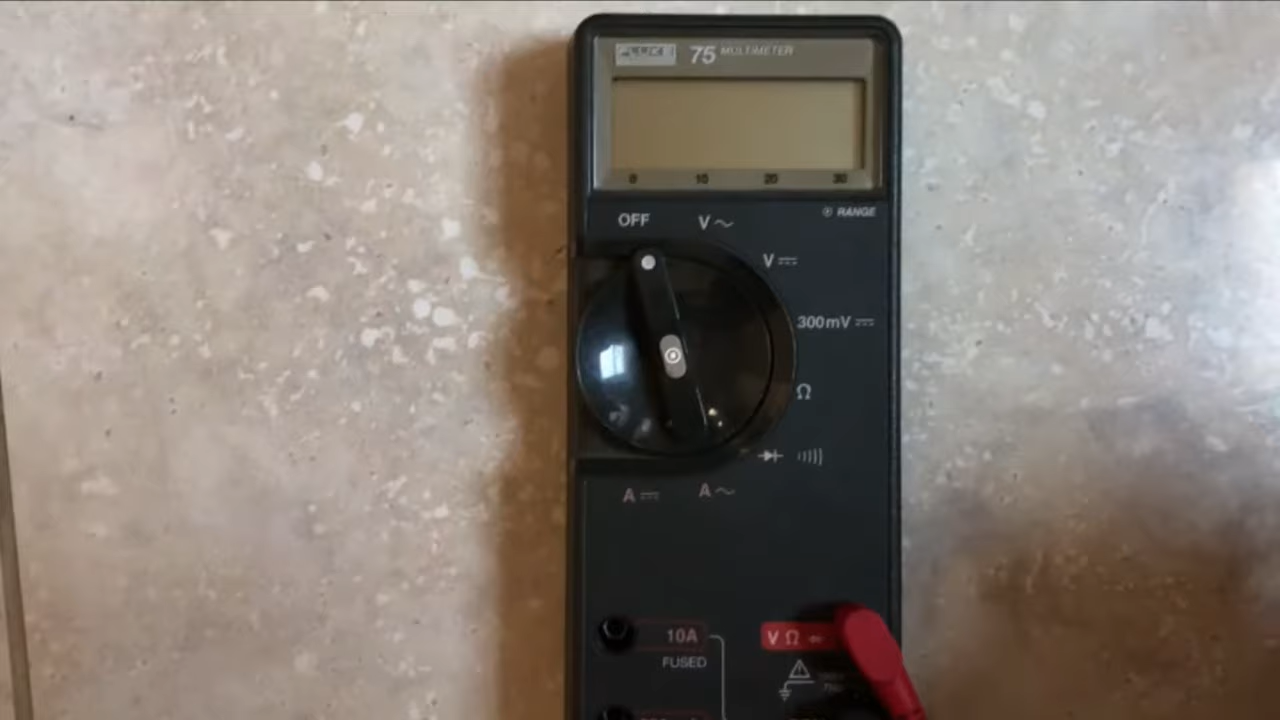 FLUKE 75 MULTIMETER
0 10 20 30
RANGE
OFF V~
V⎓
300mV⎓
Ω
A⎓ A~
10A VΩ
FUSED